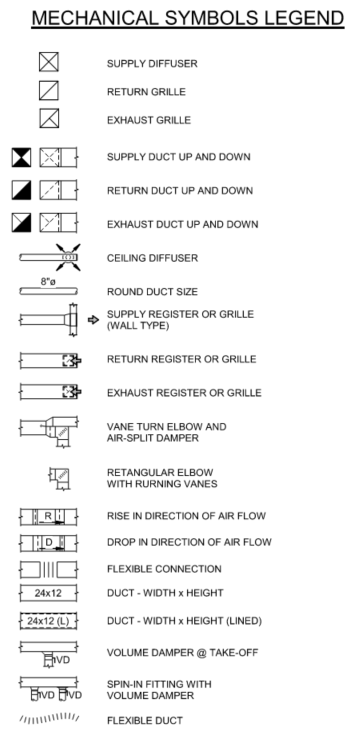 MECHANICAL SYMBOLS LEGEND
SUPPLY DIFFUSER
RETURN GRILLE
EXHAUST GRILLE
SUPPLY DUCT UP AND DOWN
RETURN DUCT UP AND DOWN
EXHAUST DUCT UP AND DOWN
CEILING DIFFUSER
8"ø
ROUND DUCT SIZE
SUPPLY REGISTER OR GRILLE
(WALL TYPE)
RETURN REGISTER OR GRILLE
EXHAUST REGISTER OR GRILLE
VANE TURN ELBOW AND
AIR-SPLIT DAMPER
RETANGULAR ELBOW
WITH RURNING VANES
R RISE IN DIRECTION OF AIR FLOW
D DROP IN DIRECTION OF AIR FLOW
FLEXIBLE CONNECTION
24x12 DUCT - WIDTH x HEIGHT
24x12 (L) DUCT - WIDTH x HEIGHT (LINED)
VOLUME DAMPER @ TAKE-OFF
VD
SPIN-IN FITTING WITH
VD VD VOLUME DAMPER
FLEXIBLE DUCT